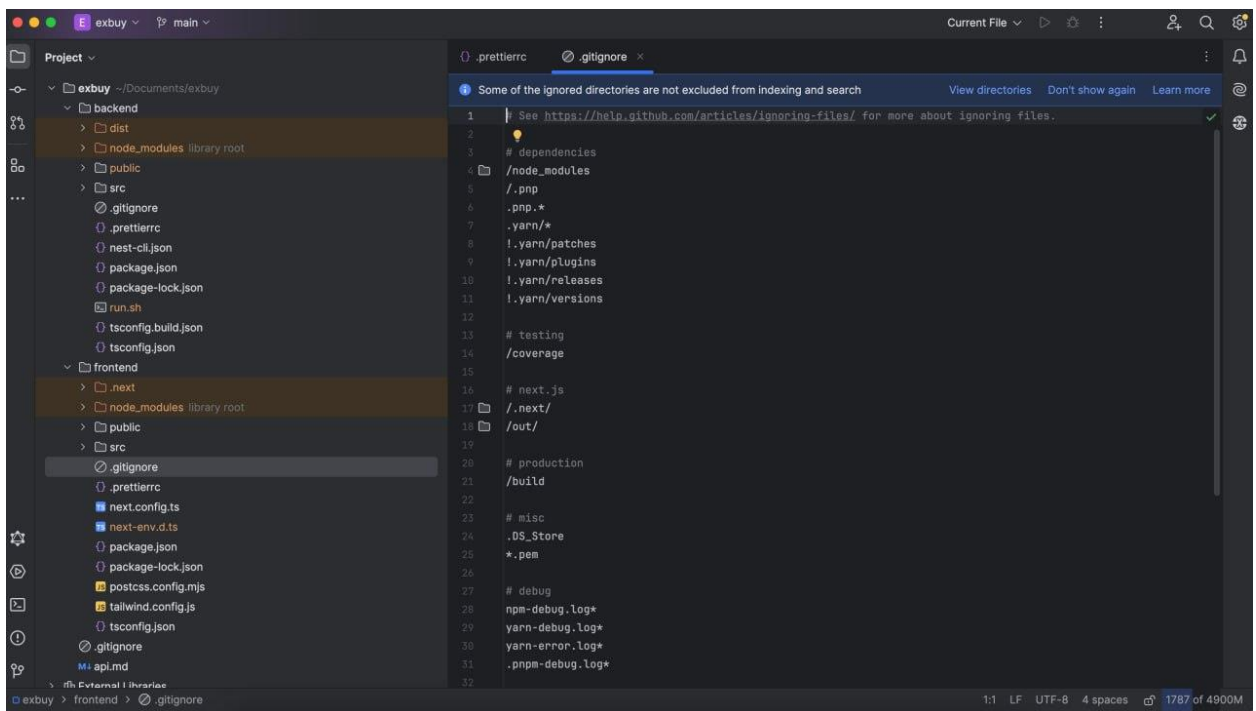 E exbuy main Current File
Project
exbuy ~/Documents/exbuy
backend
dist
node_modules library root
public
src
.gitignore
.prettierrc
nest-cli.json
package.json
package-lock.json
run.sh
tsconfig.build.json
tsconfig.json
frontend
.next
node_modules library root
public
src
.gitignore
.prettierrc
next.config.ts
next-env.d.ts
package.json
package-lock.json
postcss.config.mjs
tailwind.config.js
tsconfig.json
.gitignore
api.md
External Libraries
.prettierrc .gitignore
Some of the ignored directories are not excluded from indexing and search View directories Don't show again Learn more
1 # See https://help.github.com/articles/ignoring-files/ for more about ignoring files.
2
3 # dependencies
4 /node_modules
5 /.pnp
6 .pnp.*
7 .yarn/*
8 !.yarn/patches
9 !.yarn/plugins
10 !.yarn/releases
11 !.yarn/versions
12
13 # testing
14 /coverage
15
16 # next.js
17 /.next/
18 /out/
19
20 # production
21 /build
22
23 # misc
24 .DS_Store
25 *.pem
26
27 # debug
28 npm-debug.log*
29 yarn-debug.log*
30 yarn-error.log*
31 .pnpm-debug.log*
32
exbuy > frontend > .gitignore 1:1 LF UTF-8 4 spaces 1787 of 4900M